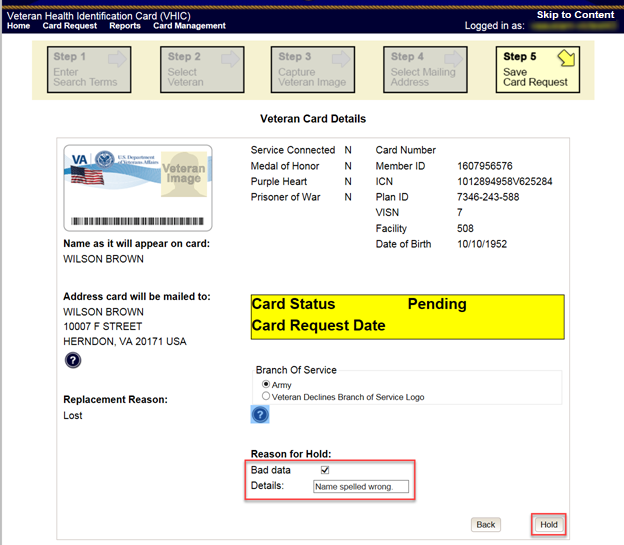 Veteran Health Identification Card (VHIC)
Skip to Content
Home Card Request Reports Card Management
Logged in as:
Step 1
Enter
Search Terms
Step 2
Select
Veteran
Step 3
Capture
Veteran Image
Step 4
Select Mailing
Address
Step 5
Save
Card Request
Veteran Card Details
VA
U.S. Department
of Veterans Affairs
Veteran
Image
Name as it will appear on card:
WILSON BROWN
Address card will be mailed to:
WILSON BROWN
10007 F STREET
HERNDON, VA 20171 USA
?
Replacement Reason:
Lost
Service Connected N
Medal of Honor N
Purple Heart N
Prisoner of War N
Card Number
Member ID 1607956576
ICN 1012894958V625284
Plan ID 7346-243-588
VISN 7
Facility 508
Date of Birth 10/10/1952
Card Status Pending
Card Request Date
Branch Of Service
Army
Veteran Declines Branch of Service Logo
?
Reason for Hold:
Bad data
Details: Name spelled wrong.
Back Hold